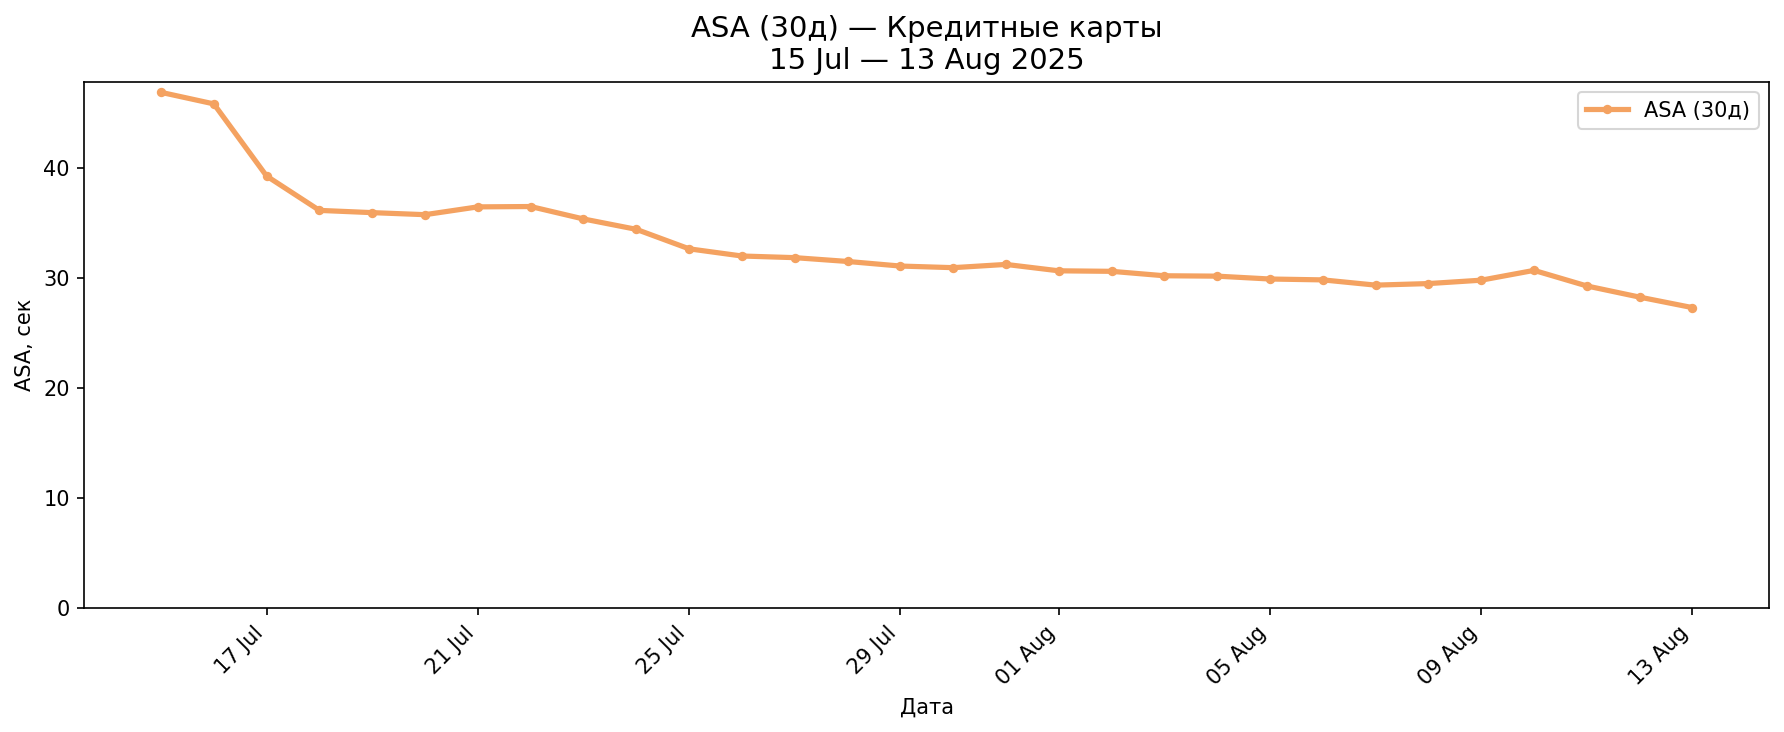 ASA (30д) — Кредитные карты
15 Jul — 13 Aug 2025
ASA (30д)
ASA, сек
40
30
20
10
0
17 Jul
21 Jul
25 Jul
29 Jul
01 Aug
05 Aug
09 Aug
13 Aug
Дата